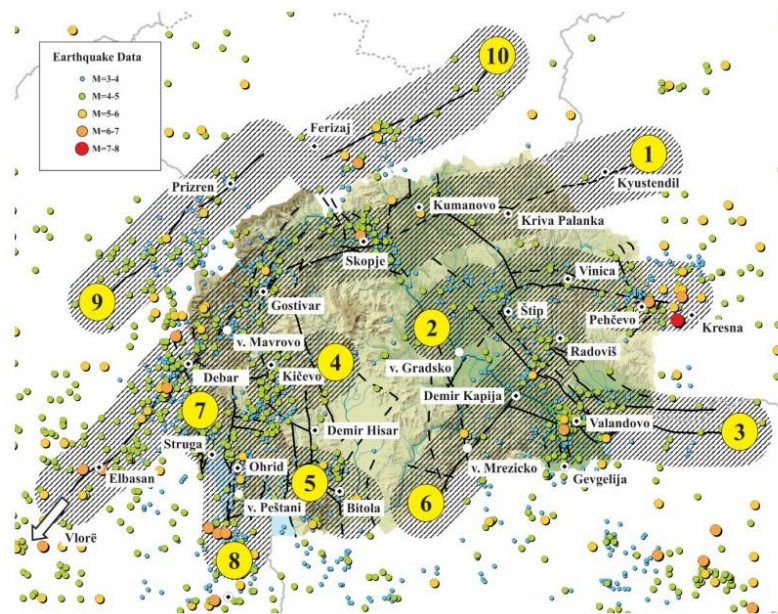 Earthquake Data
M=3-4
M=4-5
M=5-6
M=6-7
M=7-8
10
Ferizaj
1
Prizren
Kyustendil
Kumanovo
Kriva Palanka
Skopje
Vinica
9
Gostivar
Štip
Pehčevo
Kresna
2
v. Mavrovo
Radoviš
v. Gradsko
4
Debar
Kičevo
Demir Kapija
7
Valandovo
Demir Hisar
3
Struga
Ohrid
v. Mrezicko
Elbasan
5
Gevgelija
Bitola
6
v. Peštani
Vlorë
8